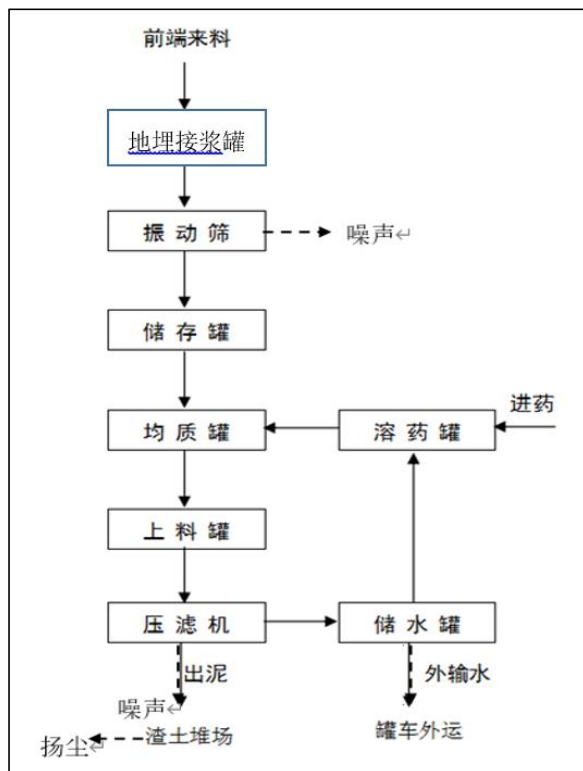 前端来料
地埋接浆罐
振动筛
噪声↵
储存罐
进药
均质罐
溶药罐
上料罐
压滤机
储水罐
出泥
外输水
噪声↵
扬尘↵
渣土堆场
罐车外运